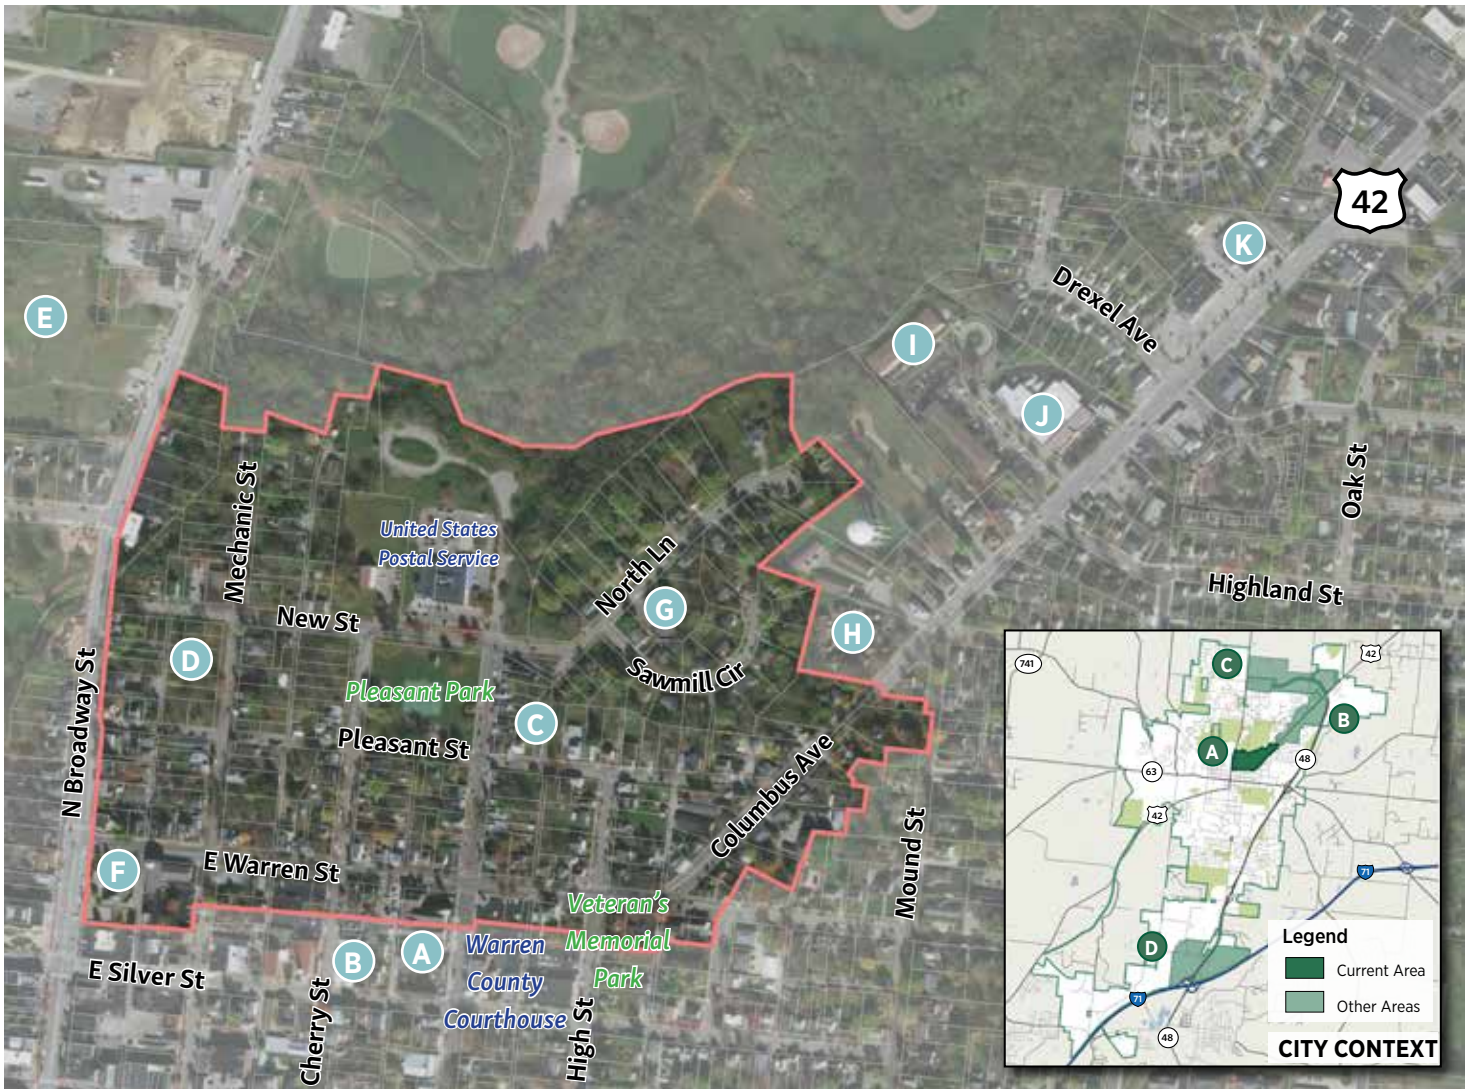 42
K
Drexel Ave
E
I
J
Oak St
Mechanic St
United States
Postal Service
North Ln
Highland St
G
New St
H
D
Sawmill Cir
Pleasant Park
C
N Broadway St
Pleasant St
Columbus Ave
Mound St
F
E Warren St
Veteran's
Memorial
Park
Warren
County
Courthouse
A
B
E Silver St
Cherry St
High St
741
C
42
B
A
48
63
42
71
D
71
48
Legend
Current Area
Other Areas
CITY CONTEXT